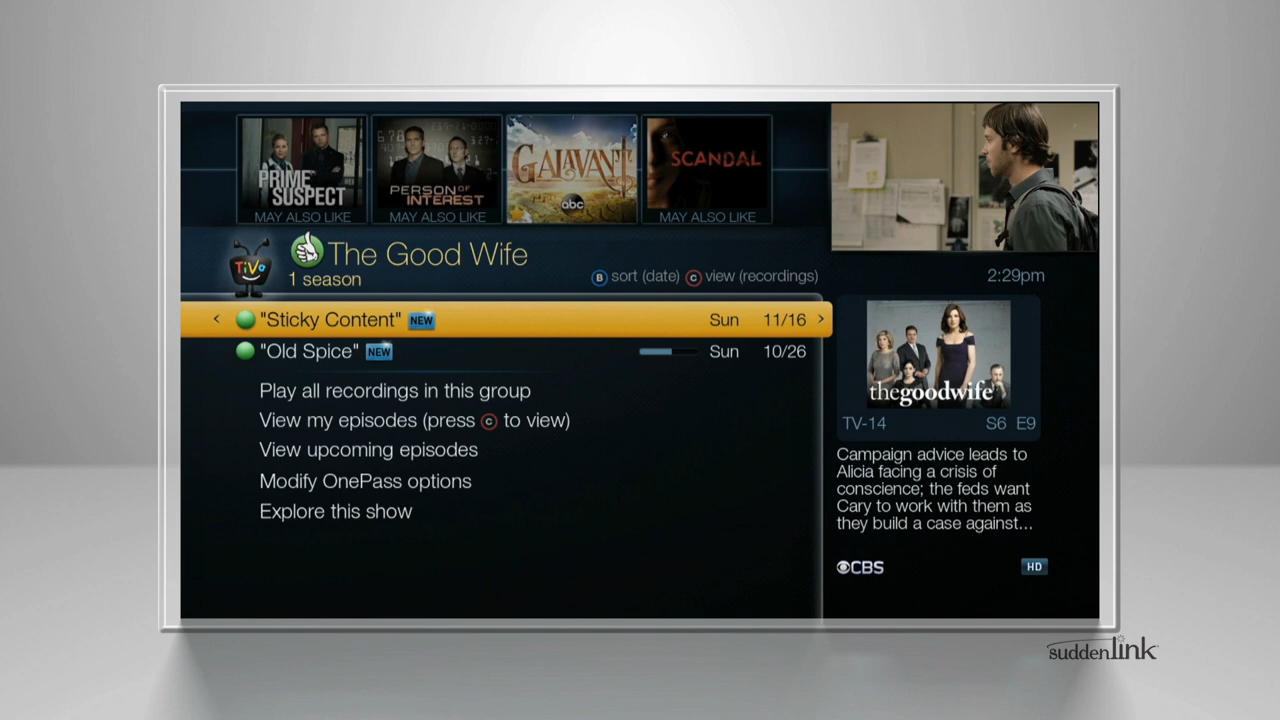 PRIME
SUSPECT
MAY ALSO LIKE
PERSON OF
INTEREST
MAY ALSO LIKE
GALAVANT
abc
SCANDAL
MAY ALSO LIKE
TiVo
The Good Wife
1 season
B sort (date) C view (recordings)
2:29pm
< "Sticky Content" NEW Sun 11/16 >
"Old Spice" NEW Sun 10/26
Play all recordings in this group
View my episodes (press C to view)
View upcoming episodes
Modify OnePass options
Explore this show
thegoodwife
TV-14 S6 E9
Campaign advice leads to
Alicia facing a crisis of
conscience; the feds want
Cary to work with them as
they build a case against...
CBS HD
suddenlink